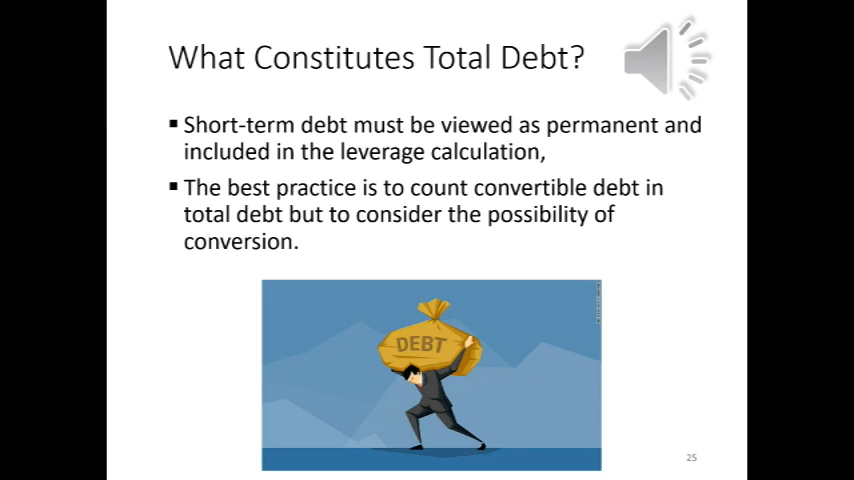 What Constitutes Total Debt?
▪ Short-term debt must be viewed as permanent and
included in the leverage calculation,
▪ The best practice is to count convertible debt in
total debt but to consider the possibility of
conversion.
DEBT
25